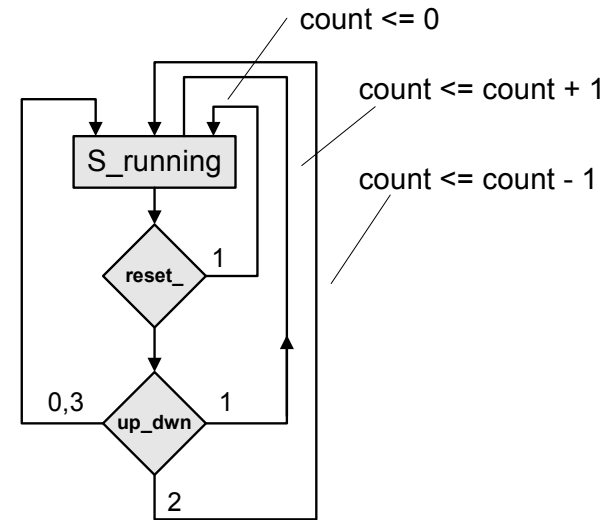 count <= 0
count <= count + 1
S_running
count <= count - 1
1
reset_
0,3
1
up_dwn
2